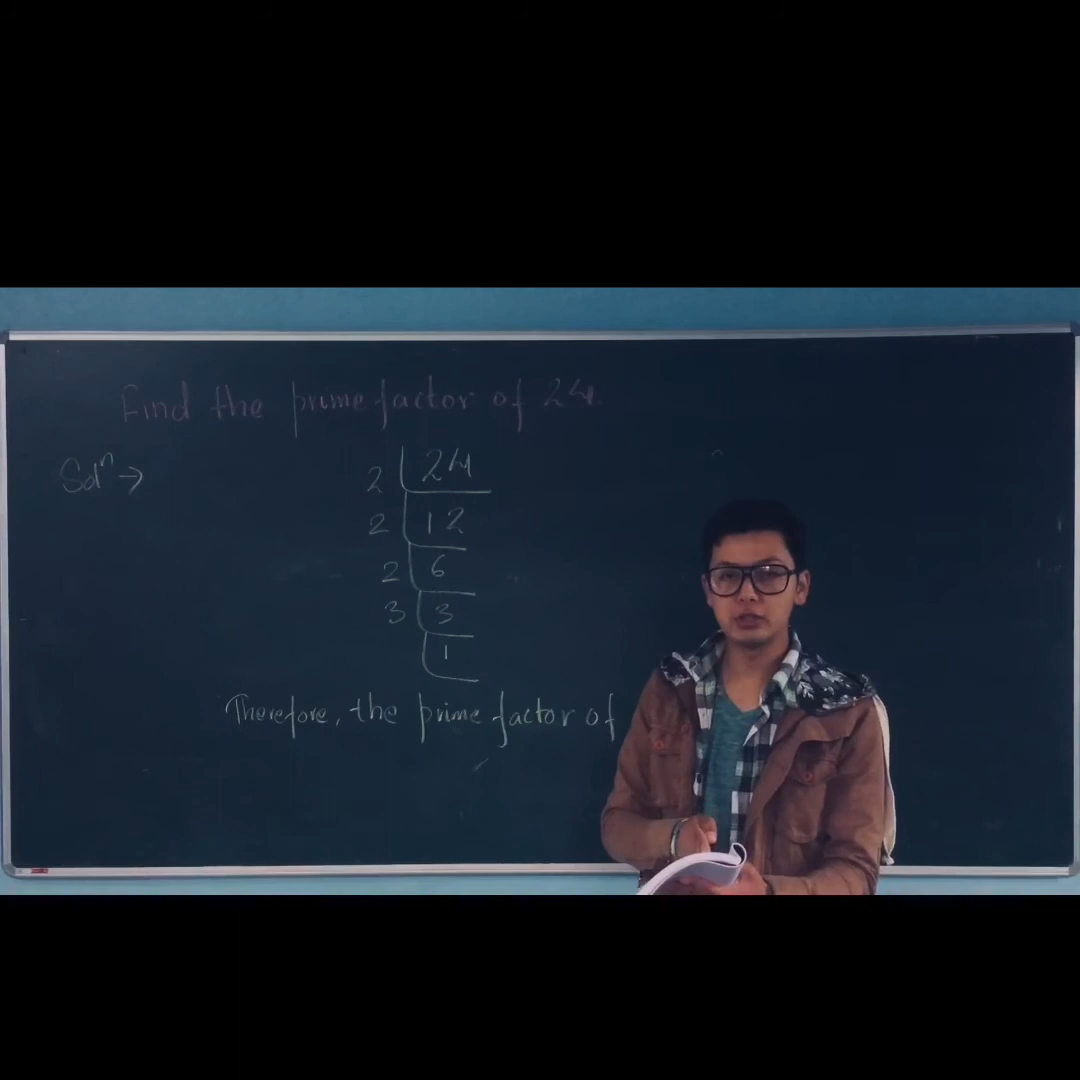 Find the prime factor of 24.
Solⁿ →
2 24
2 12
2 6
3 3
1
Therefore, the prime factor of